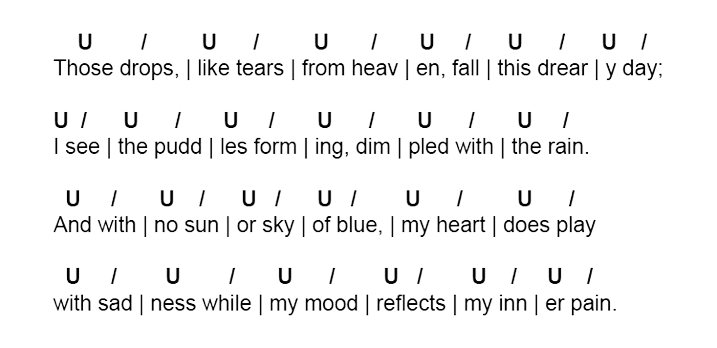 U / U / U / U / U / U /
Those drops, | like tears | from heav | en, fall | this drear | y day;
U / U / U / U / U / U /
I see | the pudd | les form | ing, dim | pled with | the rain.
U / U / U / U / U / U /
And with | no sun | or sky | of blue, | my heart | does play
U / U / U / U / U / U /
with sad | ness while | my mood | reflects | my inn | er pain.